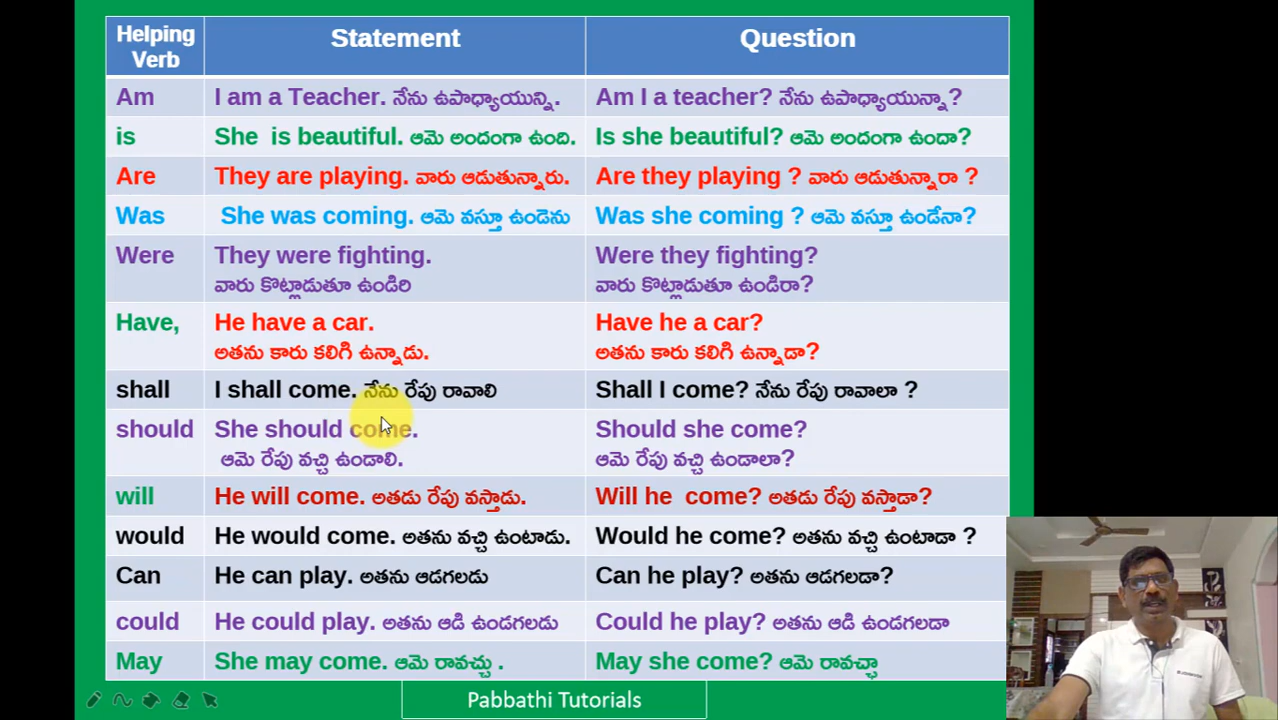 Helping Verb Statement Question
Am I am a Teacher. నేను ఉపాధ్యాయున్ని. Am I a teacher? నేను ఉపాధ్యాయున్నా?
is She is beautiful. ఆమె అందంగా ఉంది. Is she beautiful? ఆమె అందంగా ఉందా?
Are They are playing. వారు ఆడుతున్నారు. Are they playing ? వారు ఆడుతున్నారా ?
Was She was coming. ఆమె వస్తూ ఉండెను Was she coming ? ఆమె వస్తూ ఉండేనా?
Were They were fighting. Were they fighting?
వారు కొట్లాడుతూ ఉండిరి వారు కొట్లాడుతూ ఉండిరా?
Have, He have a car. Have he a car?
అతను కారు కలిగి ఉన్నాడు. అతను కారు కలిగి ఉన్నాడా?
shall I shall come. నేను రేపు రావాలి Shall I come? నేను రేపు రావాలా ?
should She should come. Should she come?
ఆమె రేపు వచ్చి ఉండాలి. ఆమె రేపు వచ్చి ఉండాలా?
will He will come. అతడు రేపు వస్తాడు. Will he come? అతడు రేపు వస్తాడా?
would He would come. అతను వచ్చి ఉంటాడు. Would he come? అతను వచ్చి ఉంటాడా ?
Can He can play. అతను ఆడగలడు Can he play? అతను ఆడగలడా?
could He could play. అతను ఆడి ఉండగలడు Could he play? అతను ఆడి ఉండగలడా
May She may come. ఆమె రావచ్చు . May she come? ఆమె రావచ్ఛా
Pabbathi Tutorials